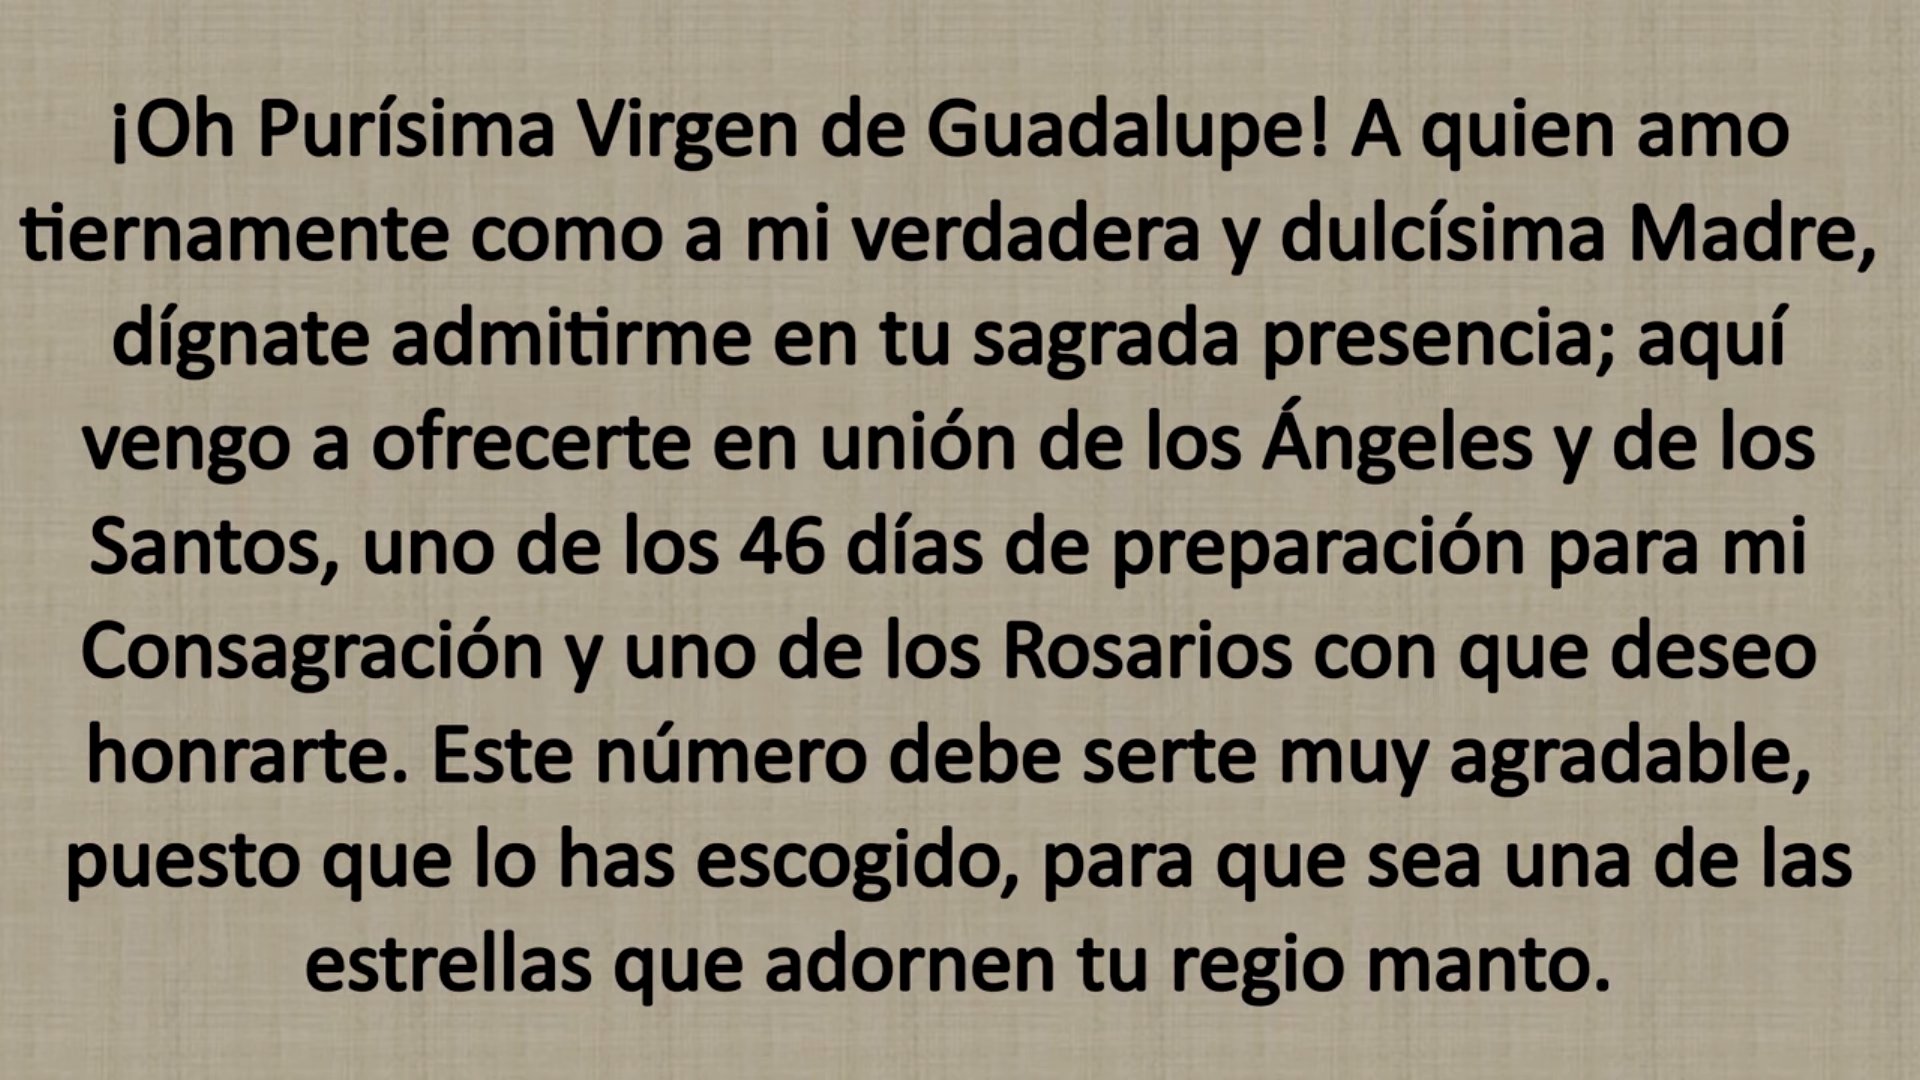 ¡Oh Purísima Virgen de Guadalupe! A quien amo
tiernamente como a mi verdadera y dulcísima Madre,
dígnate admitirme en tu sagrada presencia; aquí
vengo a ofrecerte en unión de los Ángeles y de los
Santos, uno de los 46 días de preparación para mi
Consagración y uno de los Rosarios con que deseo
honrarte. Este número debe serte muy agradable,
puesto que lo has escogido, para que sea una de las
estrellas que adornen tu regio manto.